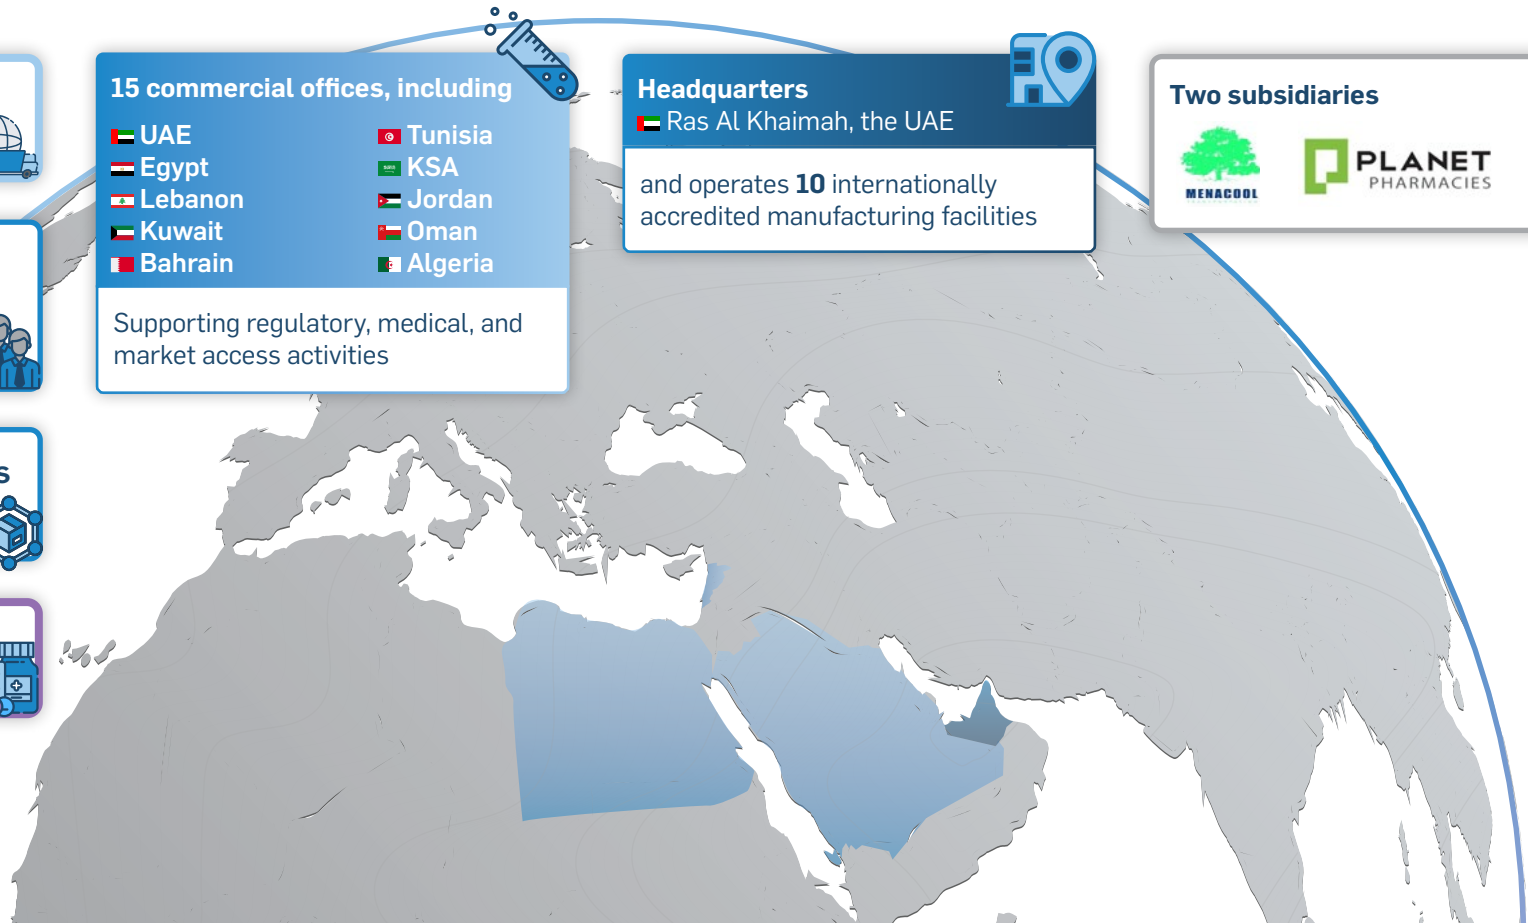 15 commercial offices, including
UAE
Egypt
Lebanon
Kuwait
Bahrain
Tunisia
KSA
Jordan
Oman
Algeria
Supporting regulatory, medical, and
market access activities
Headquarters
Ras Al Khaimah, the UAE
and operates 10 internationally
accredited manufacturing facilities
Two subsidiaries
MENACOOL
PLANET
PHARMACIES
s